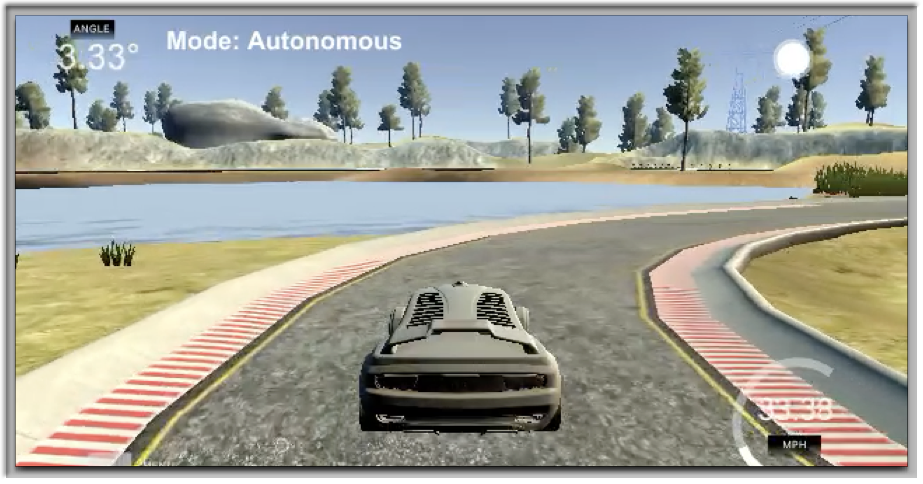 ANGLE
3.33°
Mode: Autonomous
33.38
MPH